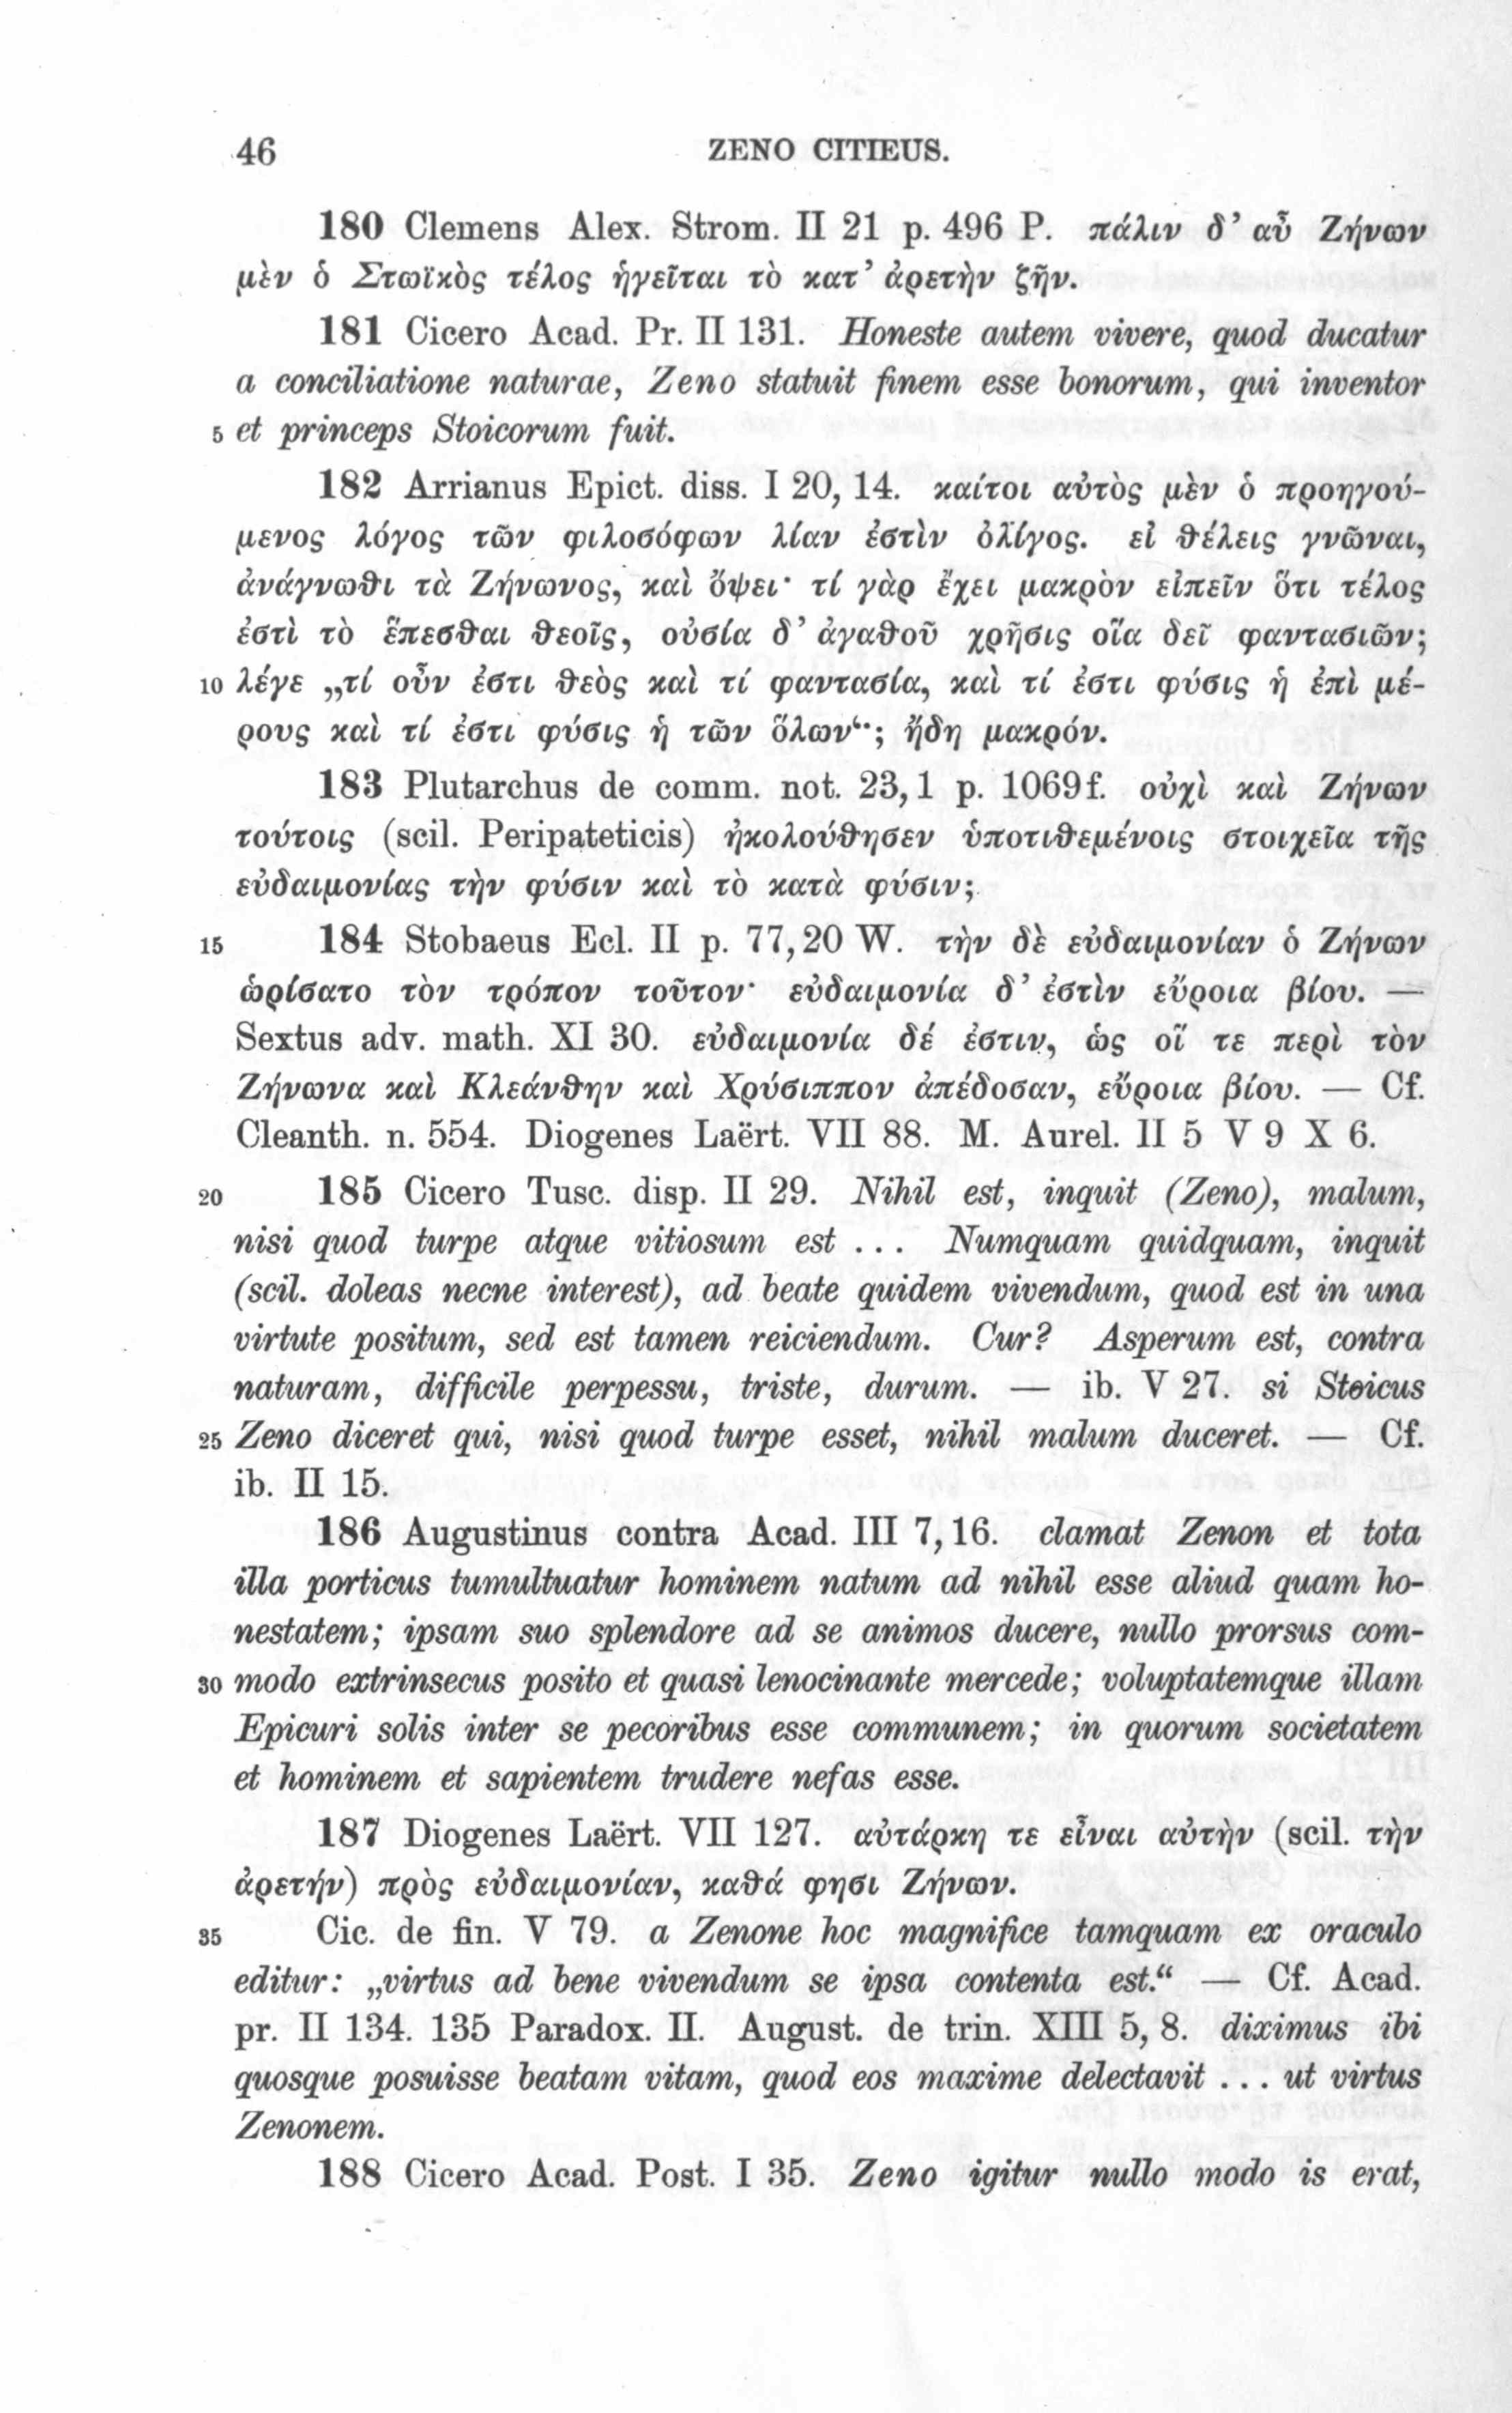 46 ZENO CITIEUS.
180 Clemens Alex. Strom. II 21 p. 496 P. πάλιν δ’ αὖ Ζήνων
μὲν ὁ Στωϊκὸς τέλος ἡγεῖται τὸ κατ’ ἀρετὴν ζῆν.
181 Cicero Acad. Pr. II 131. Honeste autem vivere, quod ducatur
a conciliatione naturae, Zeno statuit finem esse bonorum, qui inventor
5 et princeps Stoicorum fuit.
182 Arrianus Epict. diss. I 20, 14. καίτοι αὐτὸς μὲν ὁ προηγού-
μενος λόγος τῶν φιλοσόφων λίαν ἐστὶν ὀλίγος. εἰ θέλεις γνῶναι,
ἀνάγνωθι τὰ Ζήνωνος, καὶ ὄψει· τί γὰρ ἔχει μακρὸν εἰπεῖν ὅτι τέλος
ἐστὶ τὸ ἕπεσθαι θεοῖς, οὐσία δ’ ἀγαθοῦ χρῆσις οἵα δεῖ φαντασιῶν;
10 λέγε „τί οὖν ἐστι θεὸς καὶ τί φαντασία, καὶ τί ἐστι φύσις ἡ ἐπὶ μέ-
ρους καὶ τί ἐστι φύσις ἡ τῶν ὅλων“; ἤδη μακρόν.
183 Plutarchus de comm. not. 23, 1 p. 1069f. οὐχὶ καὶ Ζήνων
τούτοις (scil. Peripateticis) ἠκολούθησεν ὑποτιθεμένοις στοιχεῖα τῆς
εὐδαιμονίας τὴν φύσιν καὶ τὸ κατὰ φύσιν;
15 184 Stobaeus Ecl. II p. 77, 20 W. τὴν δὲ εὐδαιμονίαν ὁ Ζήνων
ὡρίσατο τὸν τρόπον τοῦτον· εὐδαιμονία δ’ ἐστὶν εὔροια βίου. —
Sextus adv. math. XI 30. εὐδαιμονία δέ ἐστιν, ὡς οἵ τε περὶ τὸν
Ζήνωνα καὶ Κλεάνθην καὶ Χρύσιππον ἀπέδοσαν, εὔροια βίου. — Cf.
Cleanth. n. 554. Diogenes Laërt. VII 88. M. Aurel. II 5 V 9 X 6.
20 185 Cicero Tusc. disp. II 29. Nihil est, inquit (Zeno), malum,
nisi quod turpe atque vitiosum est ... Numquam quidquam, inquit
(scil. doleas necne interest), ad beate quidem vivendum, quod est in una
virtute positum, sed est tamen reiciendum. Cur? Asperum est, contra
naturam, difficile perpessu, triste, durum. — ib. V 27. si Stoicus
25 Zeno diceret qui, nisi quod turpe esset, nihil malum duceret. — Cf.
ib. II 15.
186 Augustinus contra Acad. III 7, 16. clamat Zenon et tota
illa porticus tumultuatur hominem natum ad nihil esse aliud quam ho-
nestatem; ipsam suo splendore ad se animos ducere, nullo prorsus com-
30 modo extrinsecus posito et quasi lenocinante mercede; voluptatemque illam
Epicuri solis inter se pecoribus esse communem; in quorum societatem
et hominem et sapientem trudere nefas esse.
187 Diogenes Laërt. VII 127. αὐτάρκη τε εἶναι αὐτὴν (scil. τὴν
ἀρετήν) πρὸς εὐδαιμονίαν, καθά φησι Ζήνων.
35 Cic. de fin. V 79. a Zenone hoc magnifice tamquam ex oraculo
editur: „virtus ad bene vivendum se ipsa contenta est.“ — Cf. Acad.
pr. II 134. 135 Paradox. II. August. de trin. XIII 5, 8. diximus ibi
quosque posuisse beatam vitam, quod eos maxime delectavit ... ut virtus
Zenonem.
188 Cicero Acad. Post. I 35. Zeno igitur nullo modo is erat,